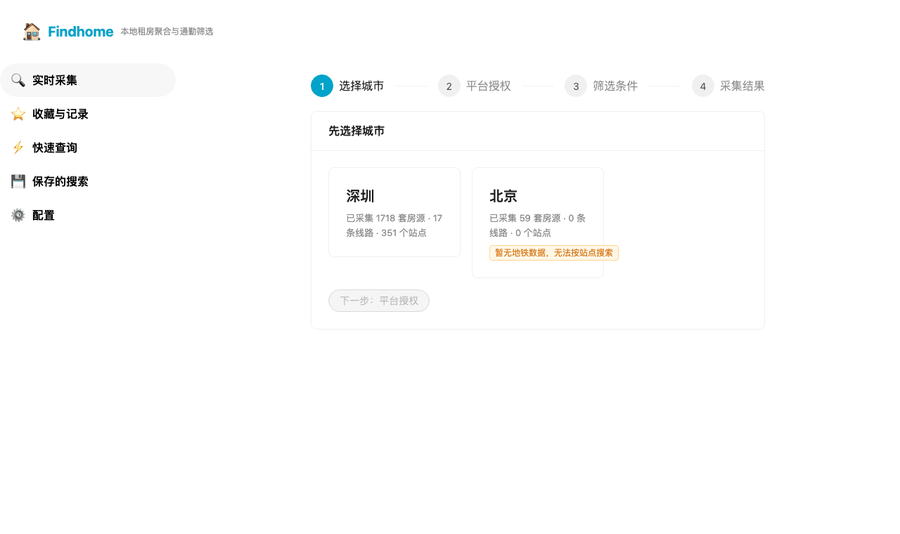 Findhome 本地租房聚合与通勤筛选
实时采集
收藏与记录
快速查询
保存的搜索
配置
1 选择城市 2 平台授权 3 筛选条件 4 采集结果
先选择城市
深圳
已采集 1718 套房源 · 17
条线路 · 351 个站点
北京
已采集 59 套房源 · 0 条
线路 · 0 个站点
暂无地铁数据，无法按站点搜索
下一步：平台授权